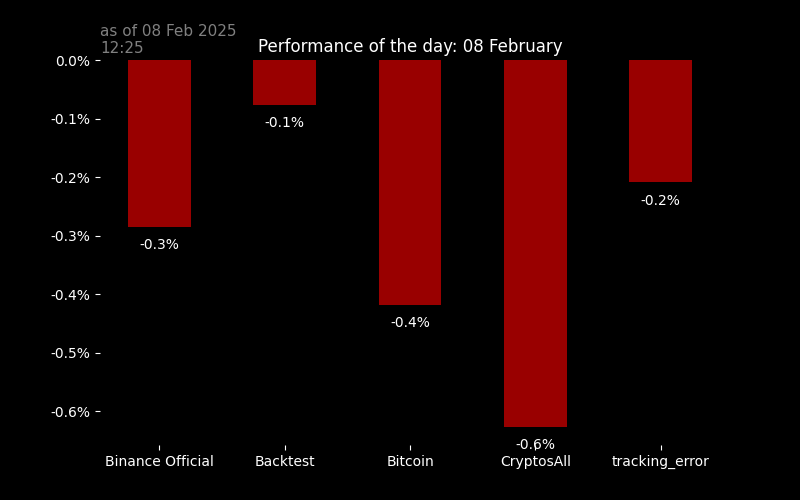 as of 08 Feb 2025
12:25
Performance of the day: 08 February
0.0%
-0.1%
-0.2%
-0.3%
-0.4%
-0.5%
-0.6%
-0.3%
-0.1%
-0.4%
-0.6%
-0.2%
Binance Official
Backtest
Bitcoin
CryptosAll
tracking_error